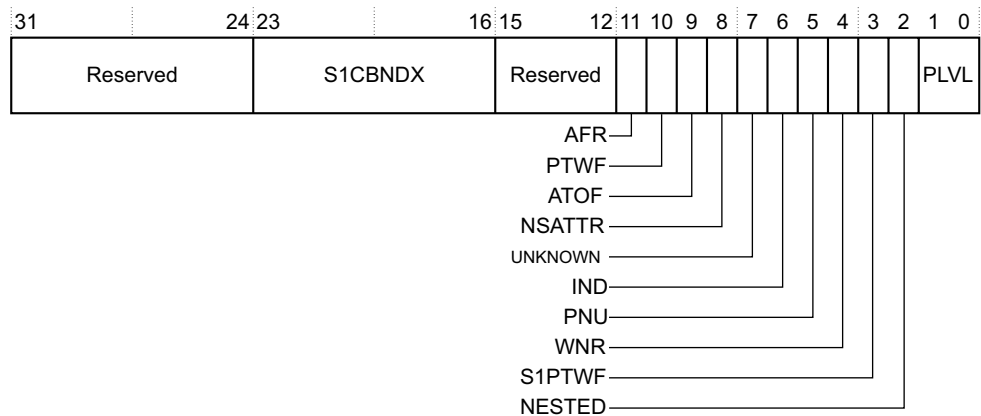 31 24 23 16 15 12 11 10 9 8 7 6 5 4 3 2 1 0
Reserved S1CBNDX Reserved PLVL
AFR
PTWF
ATOF
NSATTR
UNKNOWN
IND
PNU
WNR
S1PTWF
NESTED